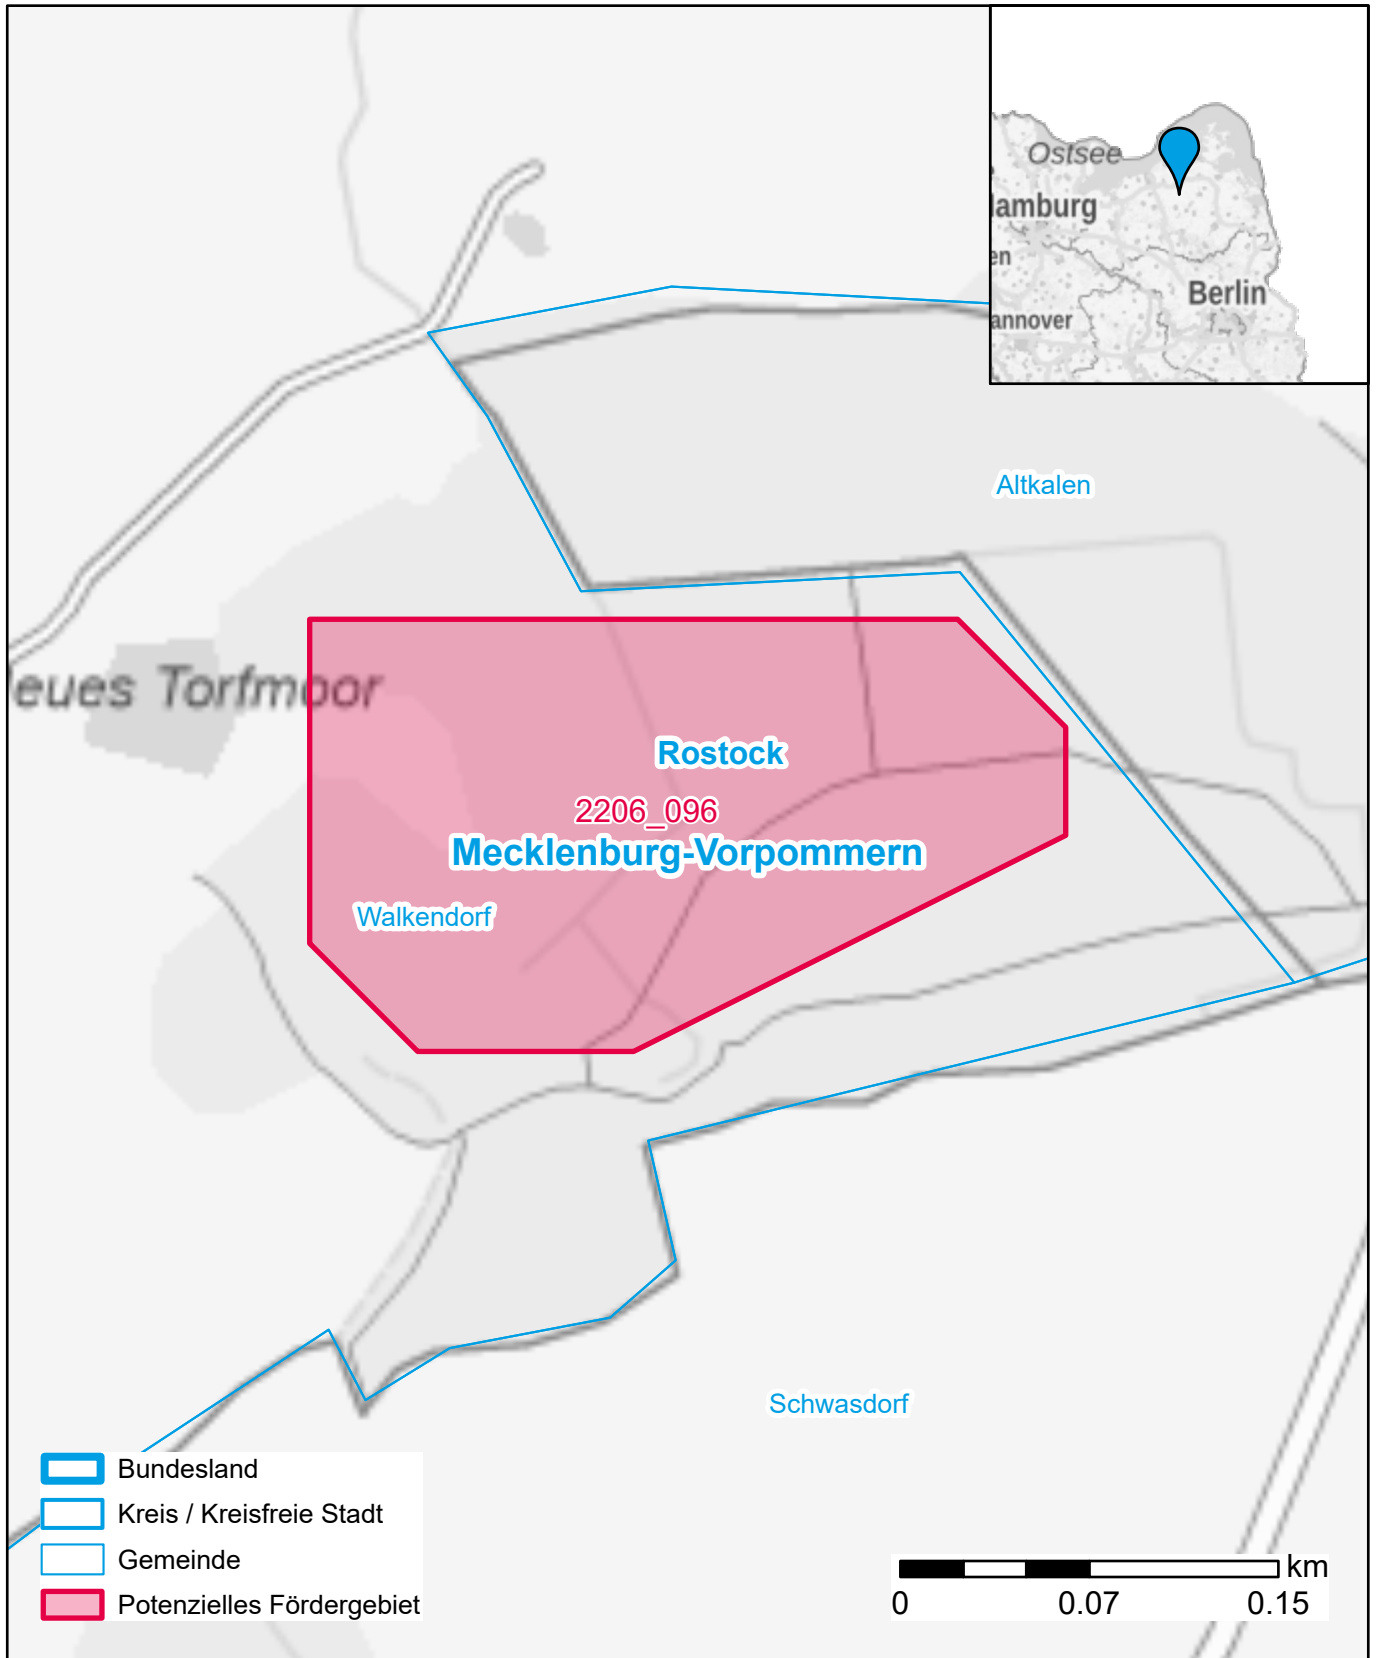 Ostsee
lamburg
en
Berlin
annover
Altkalen
eues Torfmoor
Rostock
2206_096
Mecklenburg-Vorpommern
Walkendorf
Schwasdorf
Bundesland
Kreis / Kreisfreie Stadt
Gemeinde
Potenzielles Fördergebiet
km
0 0.07 0.15